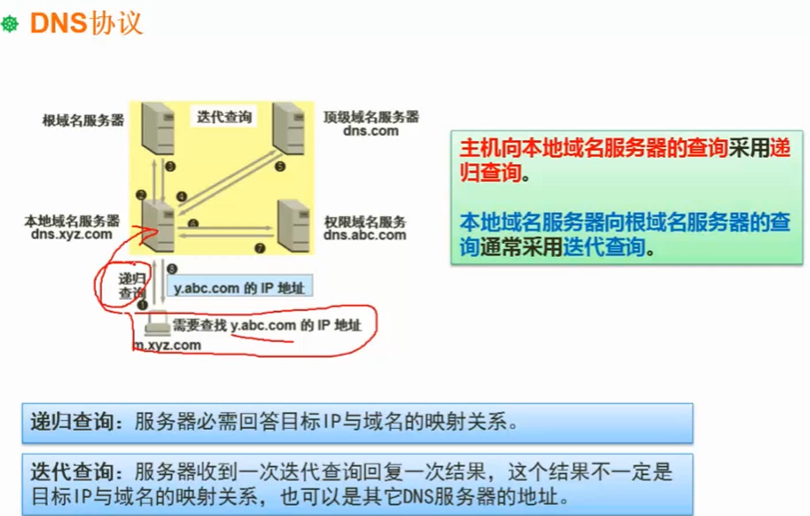 DNS协议
根域名服务器
迭代查询
顶级域名服务器
dns.com
❸
❺
❷
❹
本地域名服务器
dns.xyz.com
❻
❼
权限域名服务
dns.abc.com
递归
查询
❽
y.abc.com 的 IP 地址
❶
需要查找 y.abc.com 的 IP 地址
m.xyz.com
主机向本地域名服务器的查询采用递
归查询。
本地域名服务器向根域名服务器的查
询通常采用迭代查询。
递归查询：服务器必需回答目标IP与域名的映射关系。
迭代查询：服务器收到一次迭代查询回复一次结果，这个结果不一定是
目标IP与域名的映射关系，也可以是其它DNS服务器的地址。